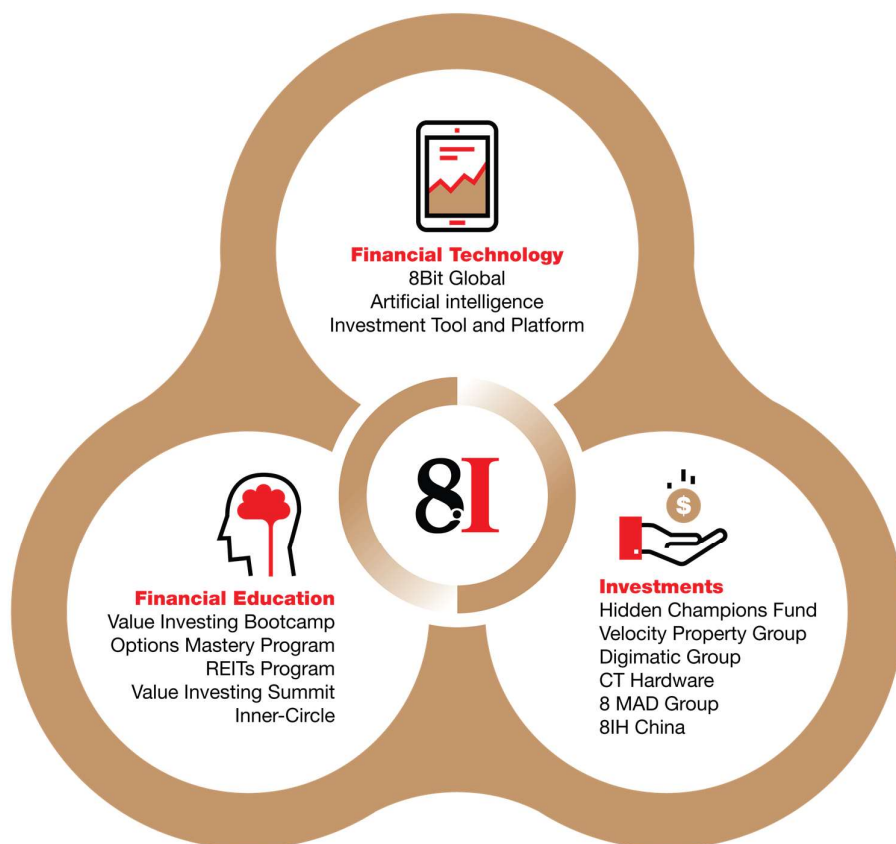 Financial Technology
8Bit Global
Artificial intelligence
Investment Tool and Platform
8I
Financial Education
Value Investing Bootcamp
Options Mastery Program
REITs Program
Value Investing Summit
Inner-Circle
$
Investments
Hidden Champions Fund
Velocity Property Group
Digimatic Group
CT Hardware
8 MAD Group
8IH China